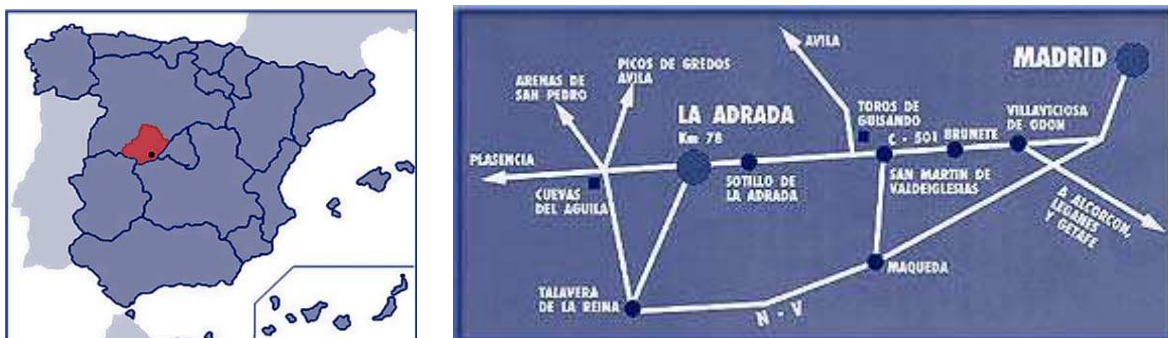 MADRID
AVILA
PICOS DE GREDOS
AVILA
ARENAS DE
SAN PEDRO
LA ADRADA
Km 78
TOROS DE
GUISANDO
C - 501
BRUNETE
VILLAVICIOSA
DE ODON
PLASENCIA
CUEVAS
DEL AGUILA
SOTILLO DE
LA ADRADA
SAN MARTIN DE
VALDEIGLESIAS
A ALCORCON,
LEGANES
Y GETAFE
MAQUEDA
TALAVERA
DE LA REINA
N - V